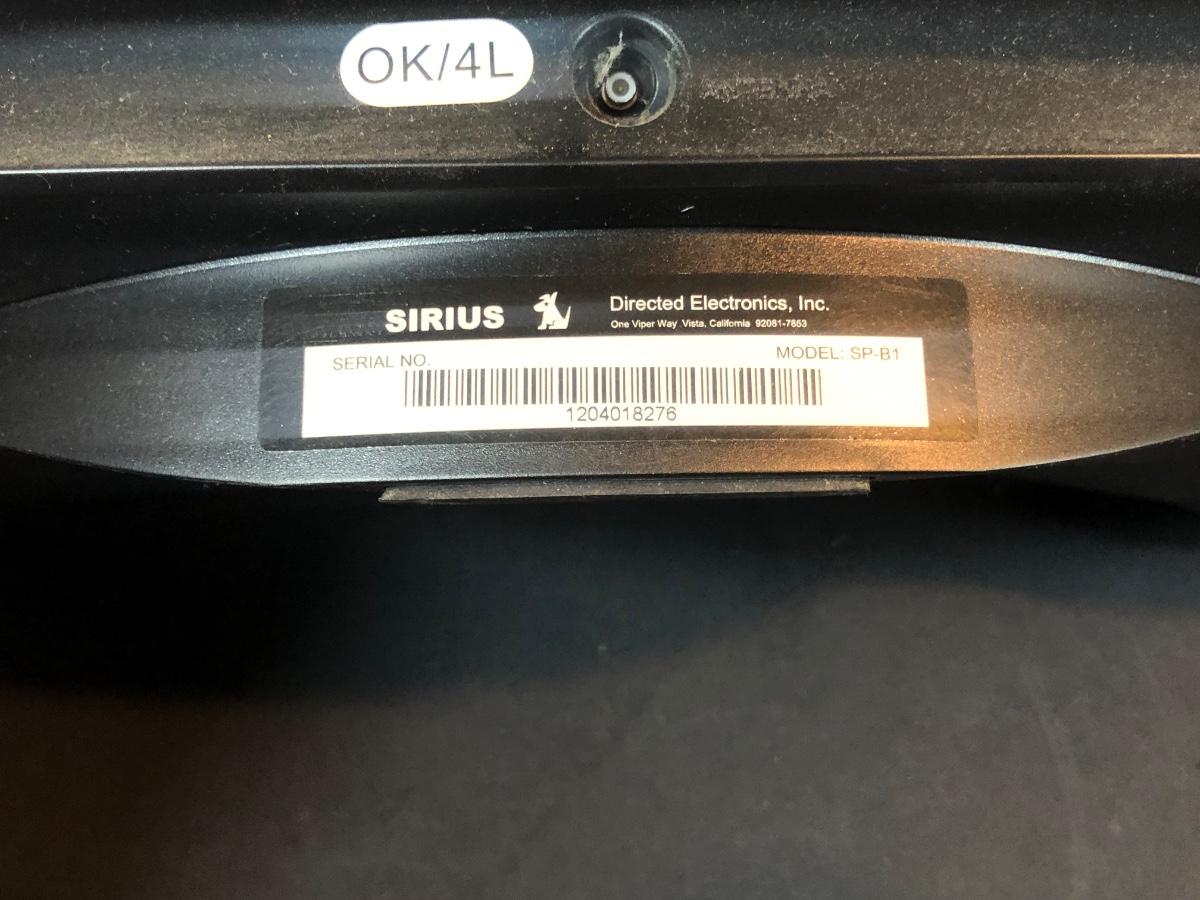 OK/4L
SIRIUS
Directed Electronics, Inc.
One Viper Way Vista, California 92081-7853
SERIAL NO.
MODEL: SP-B1
1204018276